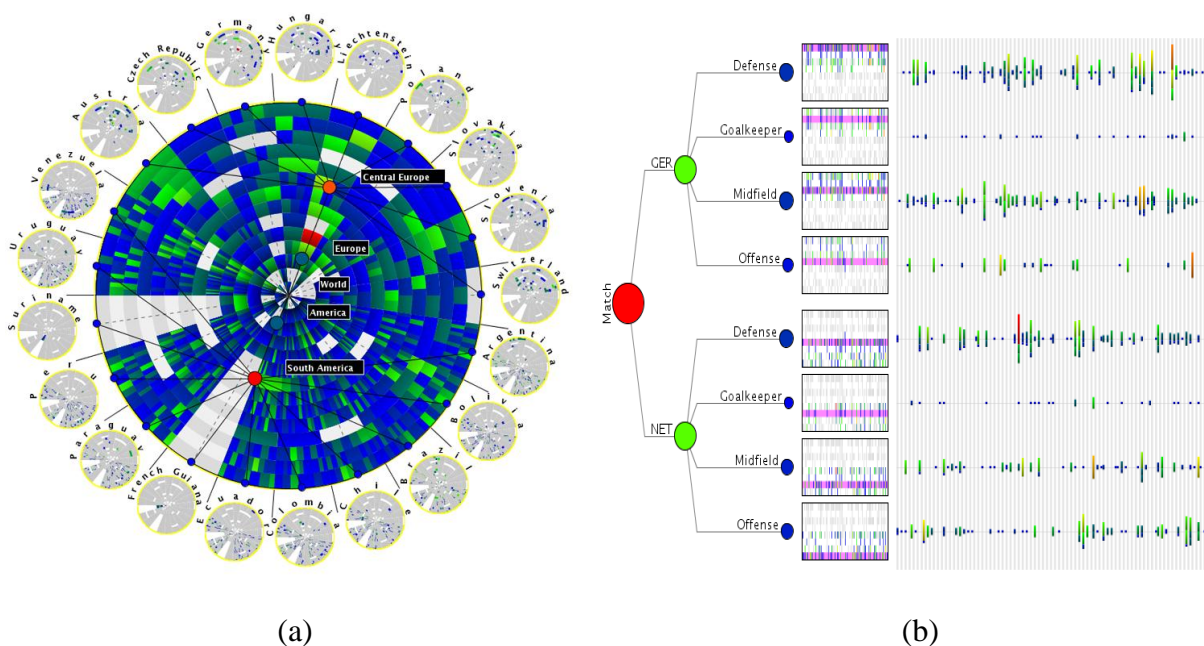 Germany
Hungary
Liechtenstein
Poland
Slovakia
Slovenia
Switzerland
Argentina
Bolivia
Brazil
Chile
Colombia
Ecuador
French Guiana
Paraguay
Peru
Suriname
Uruguay
Venezuela
Austria
Czech Republic
Central Europe
Europe
World
America
South America
(a)
Match
GER
Defense
Goalkeeper
Midfield
Offense
NET
Defense
Goalkeeper
Midfield
Offense
(b)